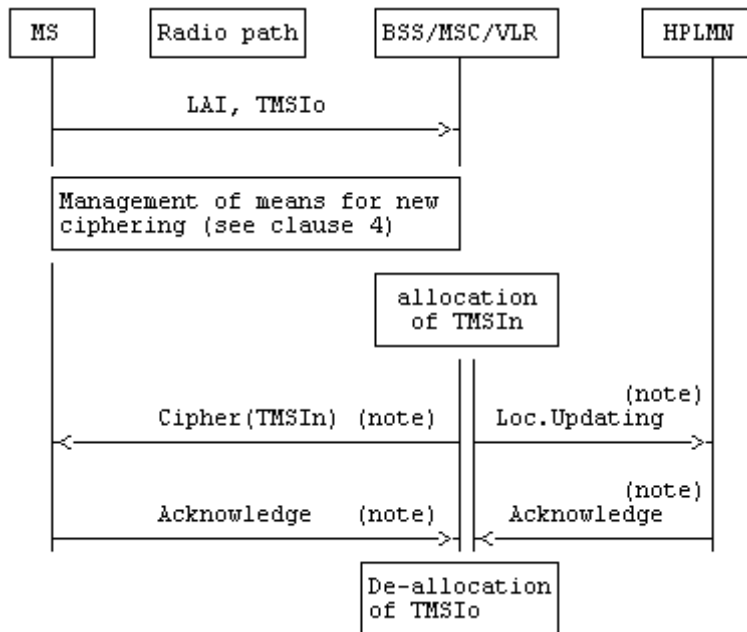 MS
Radio path
BSS/MSC/VLR
HPLMN
LAI, TMSIo
Management of means for new
ciphering (see clause 4)
allocation
of TMSIn
(note)
Cipher(TMSIn) (note)
Loc.Updating
(note)
Acknowledge (note)
Acknowledge
De-allocation
of TMSIo